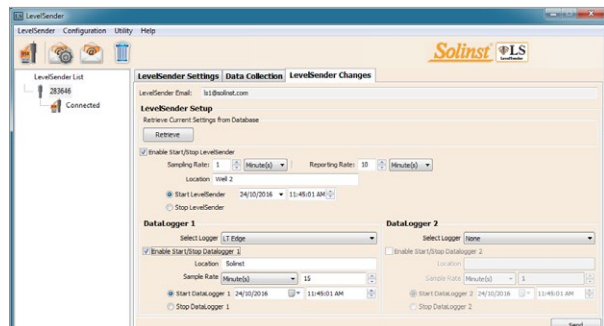 LevelSender
LevelSender Configuration Utility Help
Solinst LS
LevelSender
LevelSender List
283646
Connected
LevelSender Settings Data Collection LevelSender Changes
LevelSender Email: ls1@solinst.com
LevelSender Setup
Retrieve Current Settings from Database
Retrieve
Enable Start/Stop LevelSender
Sampling Rate: 1 Minute(s) Reporting Rate: 10 Minute(s)
Location Well 2
Start LevelSender 24/10/2016 11:45:01 AM
Stop LevelSender
DataLogger 1 DataLogger 2
Select Logger LT Edge Select Logger None
Enable Start/Stop Datalogger 1 Enable Start/Stop Datalogger 2
Location Solinst Location
Sample Rate Minute(s) 15 Sample Rate Minute(s) 1
Start DataLogger 1 24/10/2016 11:45:01 AM Start DataLogger 2 24/10/2016 11:45:01 AM
Stop DataLogger 1 Stop DataLogger 2
Send